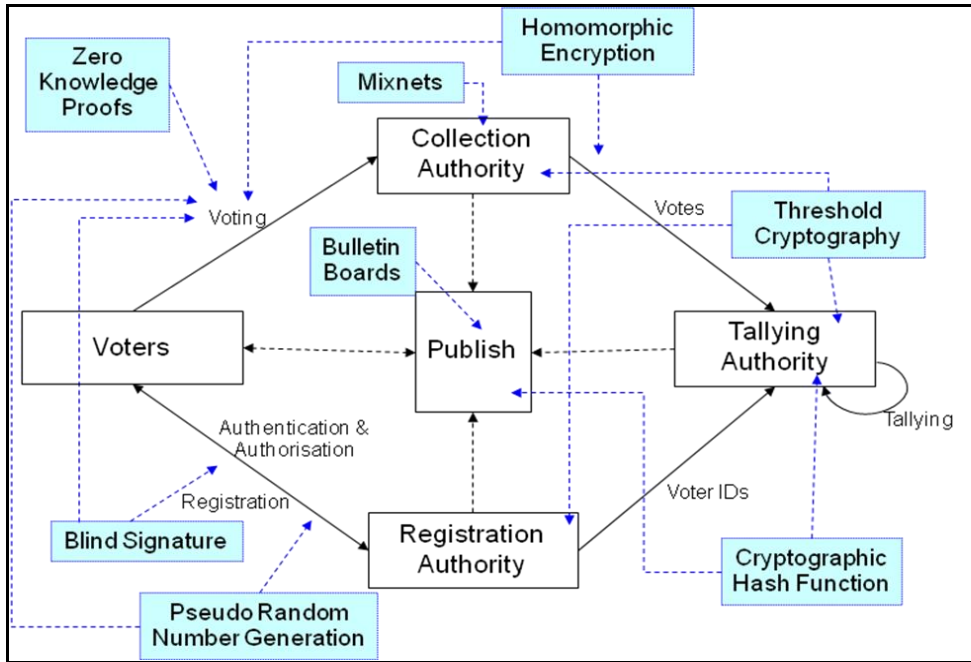 Homomorphic
Encryption
Zero
Knowledge
Proofs
Mixnets
Collection
Authority
Voting
Votes
Threshold
Cryptography
Bulletin
Boards
Voters
Publish
Tallying
Authority
Tallying
Authentication &
Authorisation
Registration
Voter IDs
Blind Signature
Registration
Authority
Cryptographic
Hash Function
Pseudo Random
Number Generation